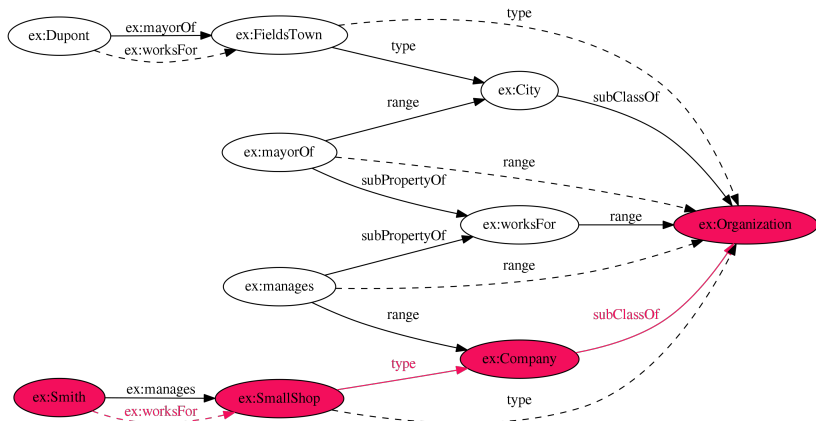 type
ex:mayorOf
ex:Dupont
ex:FieldsTown
ex:worksFor
type
ex:City
subClassOf
range
ex:mayorOf
range
subPropertyOf
ex:worksFor
range
ex:Organization
subPropertyOf
range
ex:manages
range
subClassOf
ex:Company
type
ex:manages
ex:Smith
ex:SmallShop
ex:worksFor
type